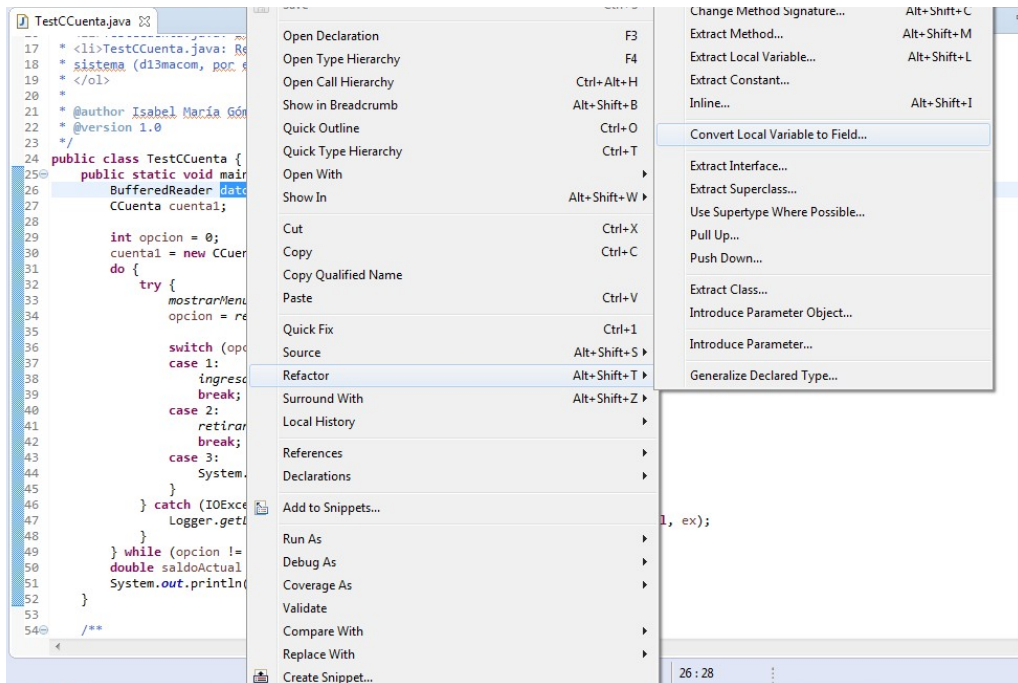 TestCCuenta.java
17 * <li>TestCCuenta.java: Re
18 * sistema (d13macom, por e
19 * </ol>
20 *
21 * @author Isabel María Góm
22 * @version 1.0
23 */
24 public class TestCCuenta {
25 public static void main
26 BufferedReader dato
27 CCuenta cuenta1;
28
29 int opcion = 0;
30 cuenta1 = new CCuen
31 do {
32 try {
33 mostrarMenu
34 opcion = re
35
36 switch (opc
37 case 1:
38 ingresa
39 break;
40 case 2:
41 retirar
42 break;
43 case 3:
44 System.
45 }
46 } catch (IOExce
47 Logger.getL
48 }
49 } while (opcion !=
50 double saldoActual
51 System.out.println(
52 }
53
54 /**
l, ex);
Save Ctrl+S
Open Declaration F3
Open Type Hierarchy F4
Open Call Hierarchy Ctrl+Alt+H
Show in Breadcrumb Alt+Shift+B
Quick Outline Ctrl+O
Quick Type Hierarchy Ctrl+T
Open With
Show In Alt+Shift+W
Cut Ctrl+X
Copy Ctrl+C
Copy Qualified Name
Paste Ctrl+V
Quick Fix Ctrl+1
Source Alt+Shift+S
Refactor Alt+Shift+T
Surround With Alt+Shift+Z
Local History
References
Declarations
Add to Snippets...
Run As
Debug As
Coverage As
Validate
Compare With
Replace With
Create Snippet...
Change Method Signature... Alt+Shift+C
Extract Method... Alt+Shift+M
Extract Local Variable... Alt+Shift+L
Extract Constant...
Inline... Alt+Shift+I
Convert Local Variable to Field...
Extract Interface...
Extract Superclass...
Use Supertype Where Possible...
Pull Up...
Push Down...
Extract Class...
Introduce Parameter Object...
Introduce Parameter...
Generalize Declared Type...
26 : 28